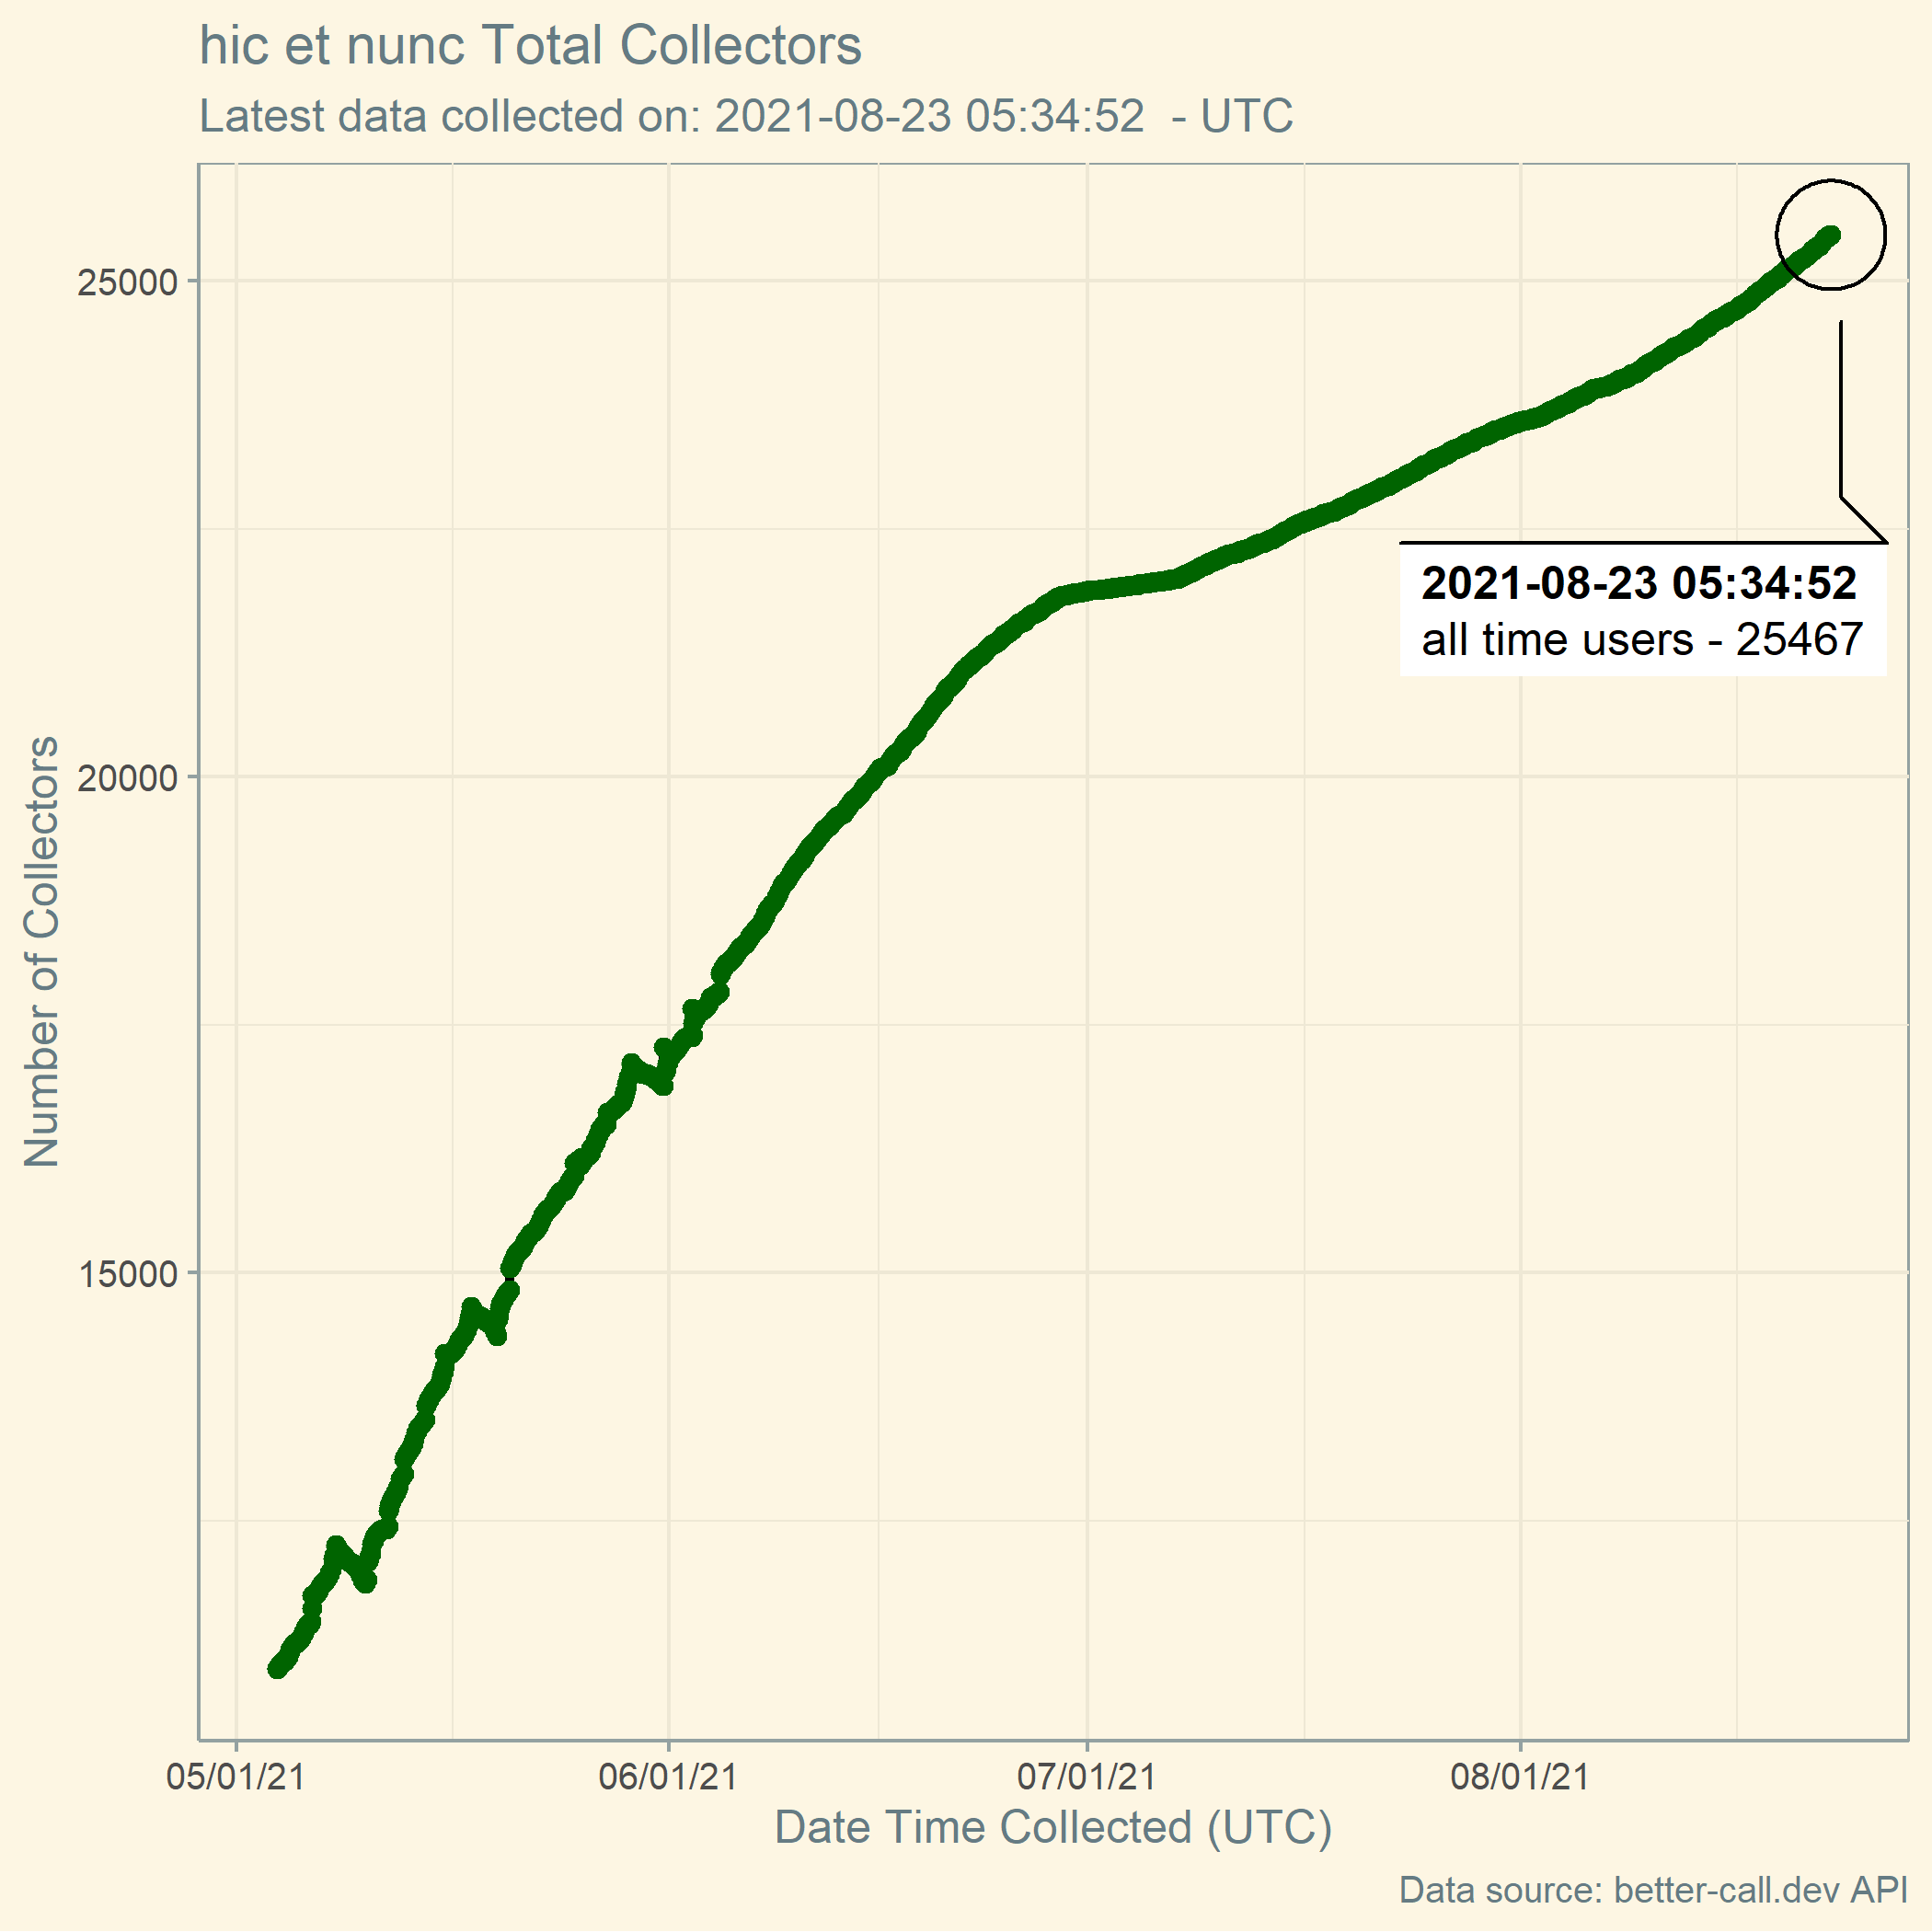 hic et nunc Total Collectors
Latest data collected on: 2021-08-23 05:34:52  - UTC
25000
20000
15000
Number of Collectors
2021-08-23 05:34:52
all time users - 25467
05/01/21
06/01/21
07/01/21
08/01/21
Date Time Collected (UTC)
Data source: better-call.dev API